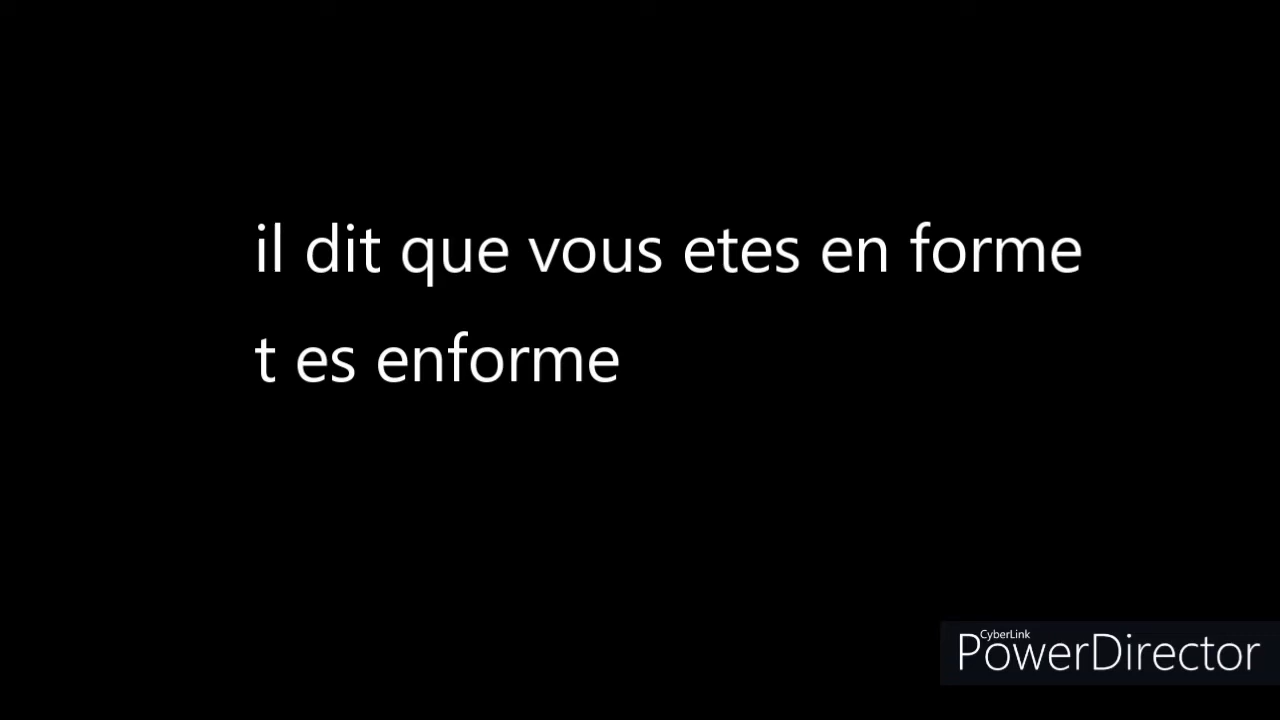 il dit que vous etes en forme
t es enforme
CyberLink
PowerDirector